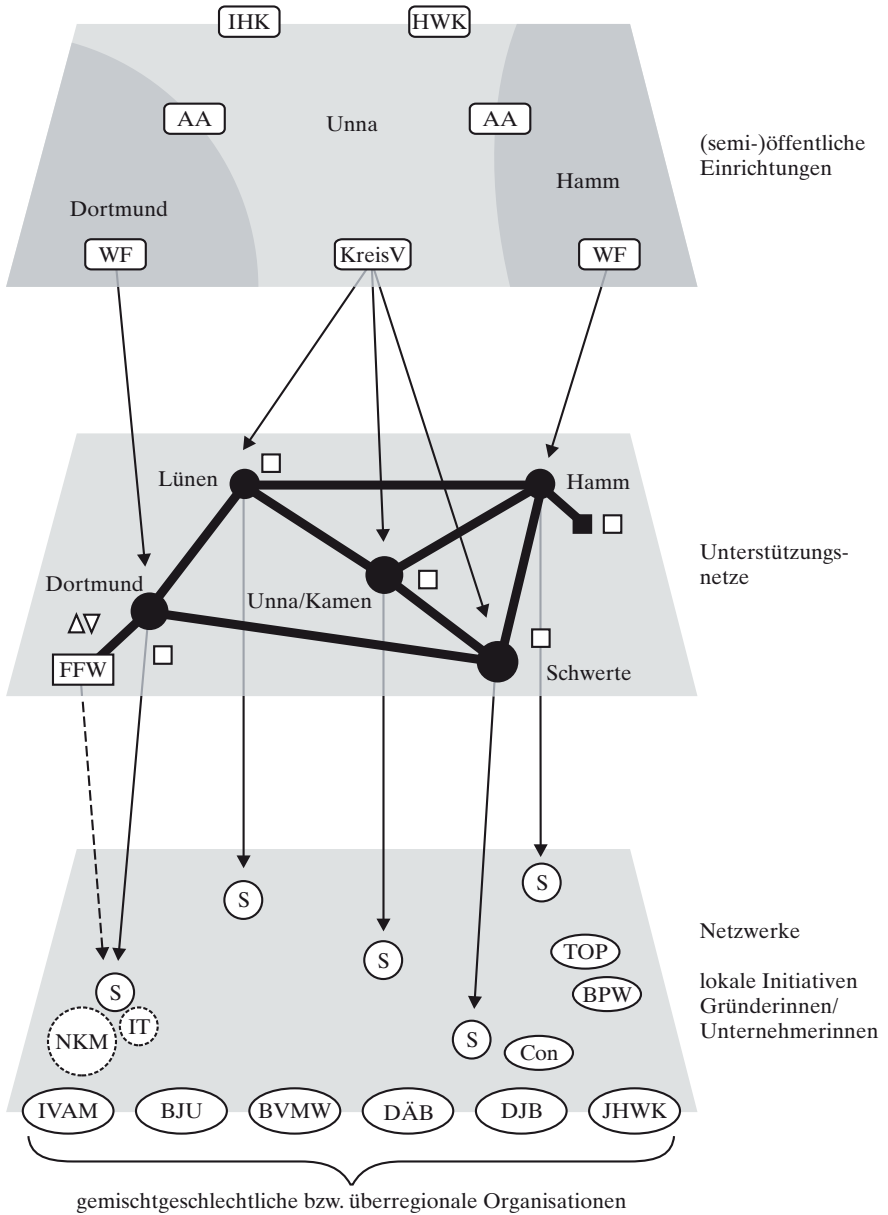 IHK
HWK
AA
Unna
AA
(semi-)öffentliche
Einrichtungen
Hamm
Dortmund
WF
KreisV
WF
Lünen
Hamm
Unterstützungs-
netze
Dortmund
Unna/Kamen
FFW
Schwerte
S
S
Netzwerke
TOP
S
lokale Initiativen
Gründerinnen/
Unternehmerinnen
BPW
S
IT
NKM
S
Con
IVAM
BJU
BVMW
DÄB
DJB
JHWK
gemischtgeschlechtliche bzw. überregionale Organisationen